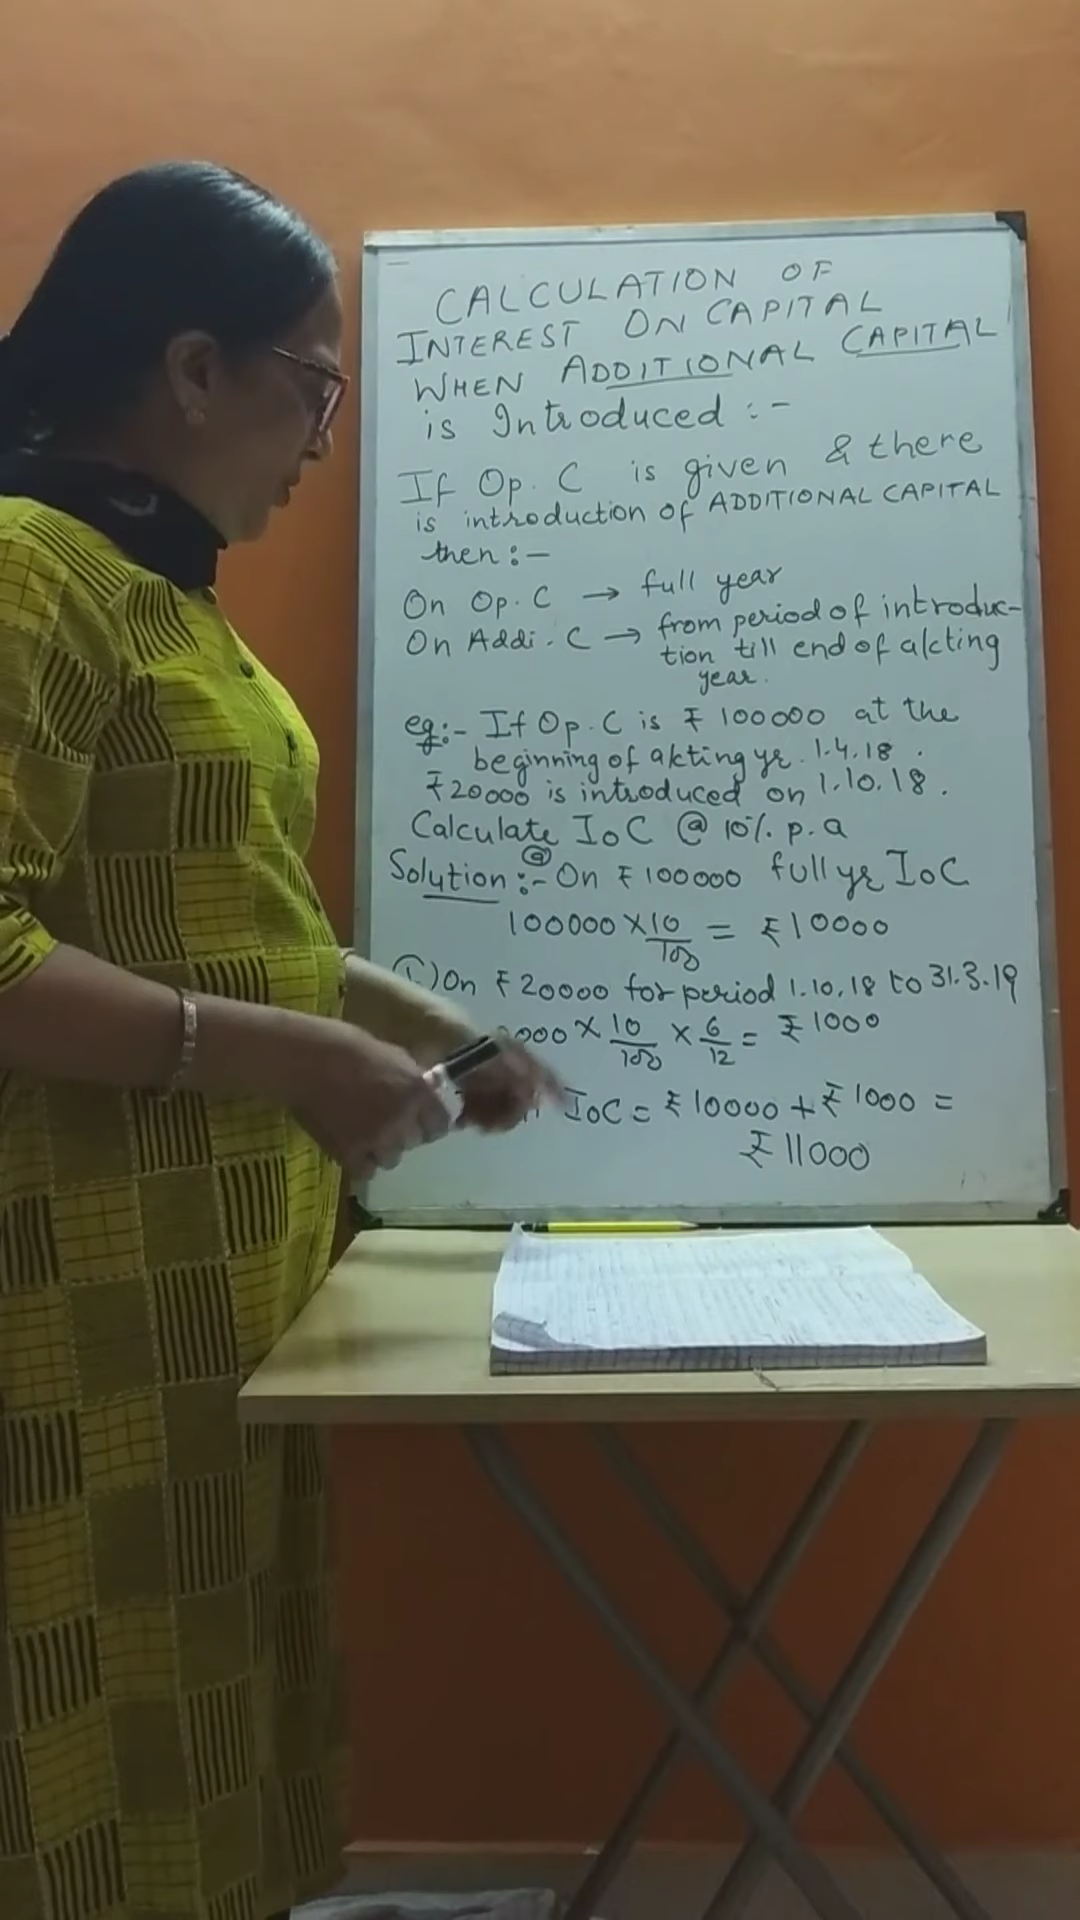 CALCULATION OF
INTEREST ON CAPITAL
WHEN ADDITIONAL CAPITAL
is Introduced :-
If Op. C is given & there
is introduction of ADDITIONAL CAPITAL
then :-
On Op. C → full year
On Addi. C → from period of introduc-
tion till end of a/cting
year.
eg:- If Op. C is ₹ 100000 at the
beginning of a/cting yr. 1.4.18.
₹20000 is introduced on 1.10.18.
Calculate IoC @ 10%. p.a
Solution :- ⓐ On ₹ 100000 full yr IoC
100000 × 10/100 = ₹10000
On ₹ 20000 for period 1.10.18 to 31.3.19
000 × 10/100 × 6/12 = ₹1000
IoC = ₹10000 + ₹1000 =
₹11000